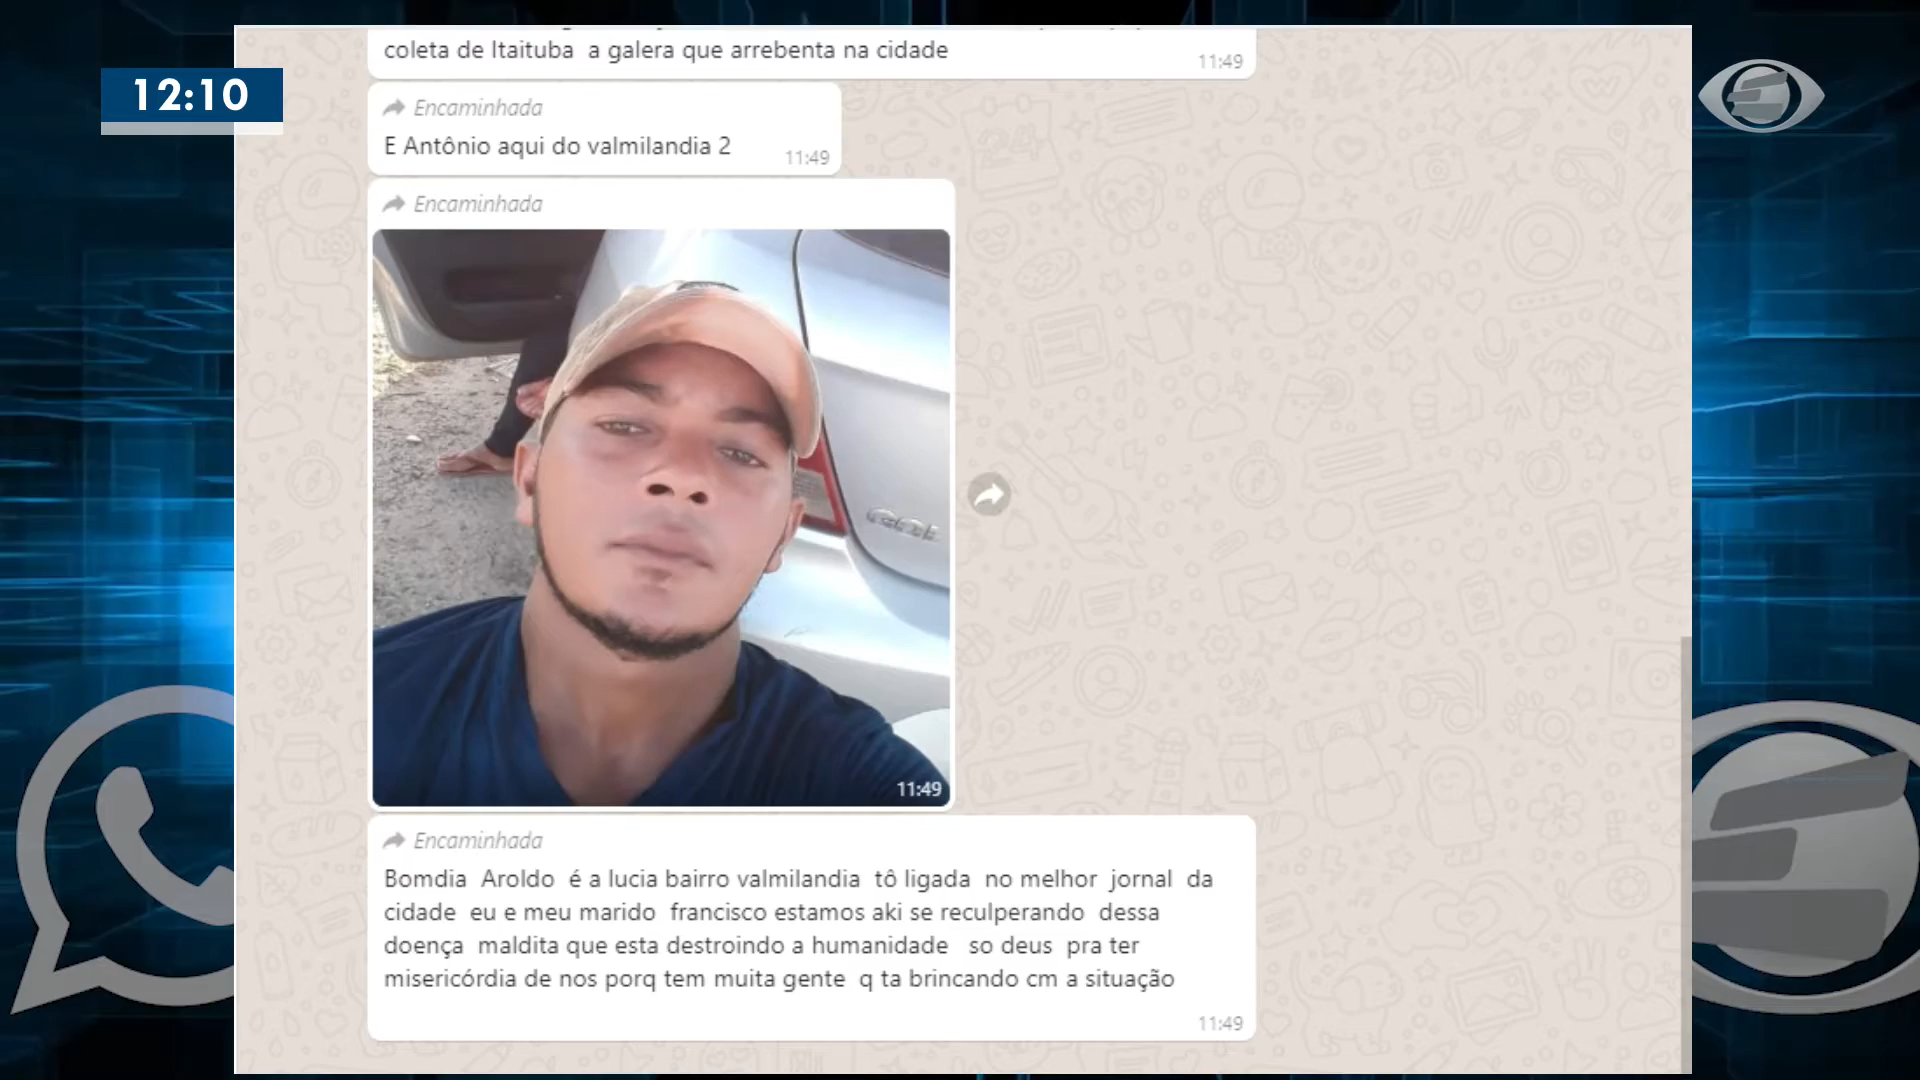 coleta de Itaituba a galera que arrebenta na cidade
11:49
12:10
Encaminhada
E Antônio aqui do valmilandia 2
11:49
Encaminhada
GOL
11:49
Encaminhada
Bomdia Aroldo é a lucia bairro valmilandia tô ligada no melhor jornal da
cidade eu e meu marido francisco estamos aki se reculperando dessa
doença maldita que esta destroindo a humanidade so deus pra ter
misericórdia de nos porq tem muita gente q ta brincando cm a situação
11:49